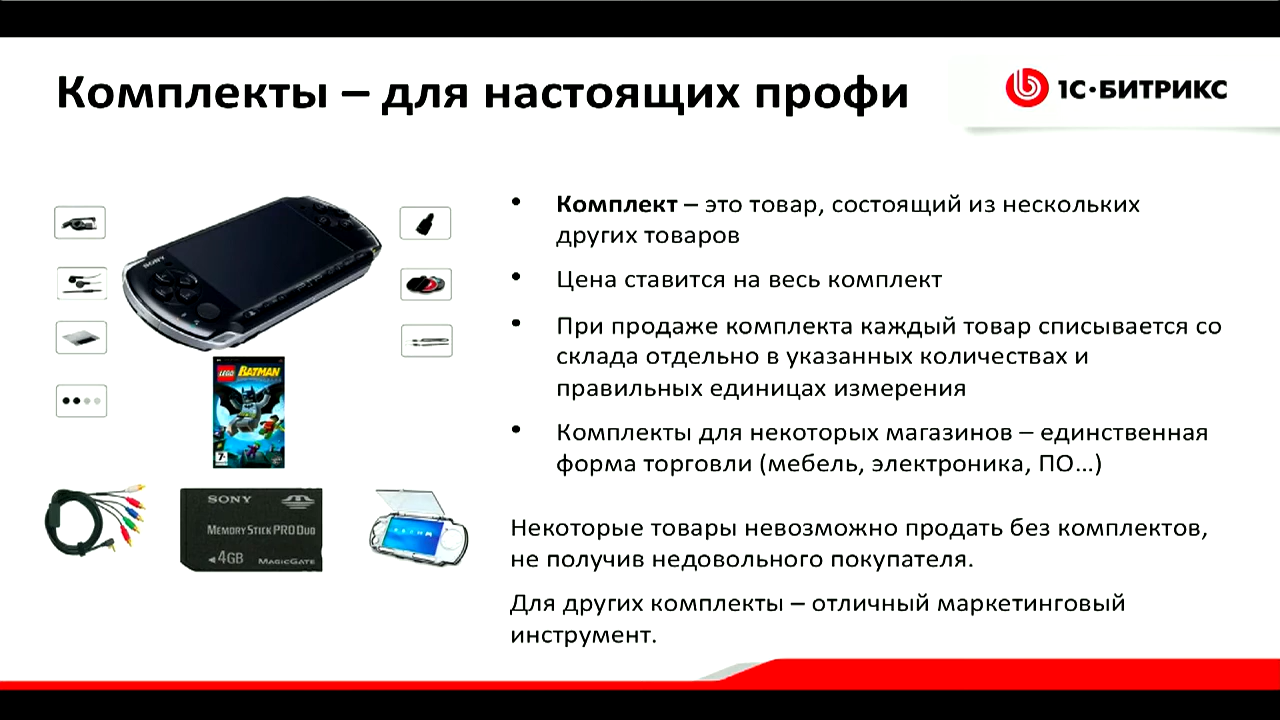 Комплекты – для настоящих профи
1С·БИТРИКС
• Комплект – это товар, состоящий из нескольких
других товаров
• Цена ставится на весь комплект
• При продаже комплекта каждый товар списывается со
склада отдельно в указанных количествах и
правильных единицах измерения
• Комплекты для некоторых магазинов – единственная
форма торговли (мебель, электроника, ПО...)
Некоторые товары невозможно продать без комплектов,
не получив недовольного покупателя.
Для других комплекты – отличный маркетинговый
инструмент.
SONY
LEGO BATMAN
7+
SONY
MEMORY STICK PRO DUO
4GB MAGICGATE